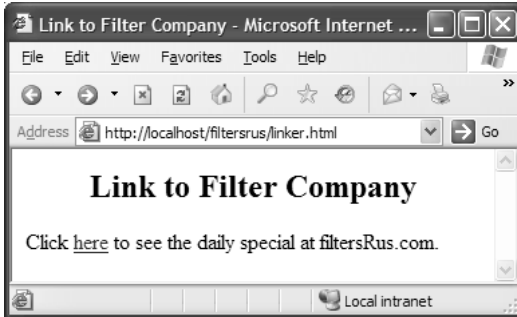 Link to Filter Company - Microsoft Internet ...
File Edit View Favorites Tools Help
Address http://localhost/filtersrus/linker.html Go
Link to Filter Company
Click here to see the daily special at filtersRus.com.
Local intranet